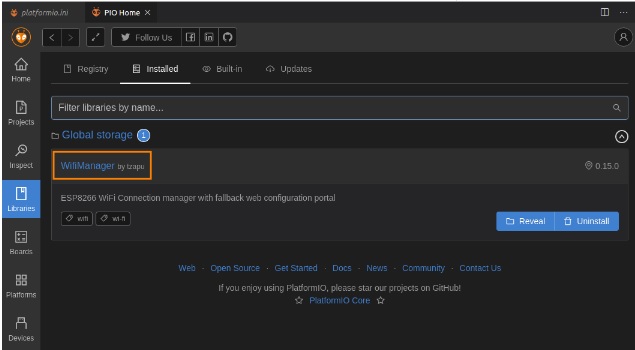 platformio.ini
PIO Home
Follow Us
Home
Projects
Inspect
Libraries
Boards
Platforms
Devices
Registry
Installed
Built-in
Updates
Filter libraries by name...
Global storage 1
WifiManager by tzapu
0.15.0
ESP8266 WiFi Connection manager with fallback web configuration portal
wifi
wi-fi
Reveal
Uninstall
Web · Open Source · Get Started · Docs · News · Community · Contact Us
If you enjoy using PlatformIO, please star our projects on GitHub!
PlatformIO Core